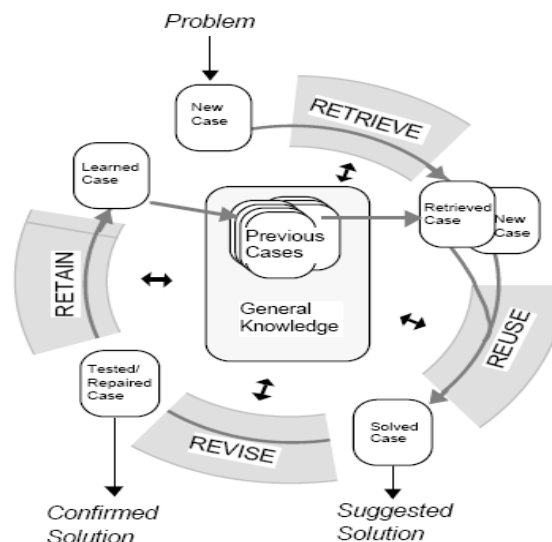 Problem
New
Case
RETRIEVE
Learned
Case
Retrieved
Case
New
Case
Previous
Cases
General
Knowledge
RETAIN
REUSE
Tested/
Repaired
Case
REVISE
Solved
Case
Confirmed
Solution
Suggested
Solution